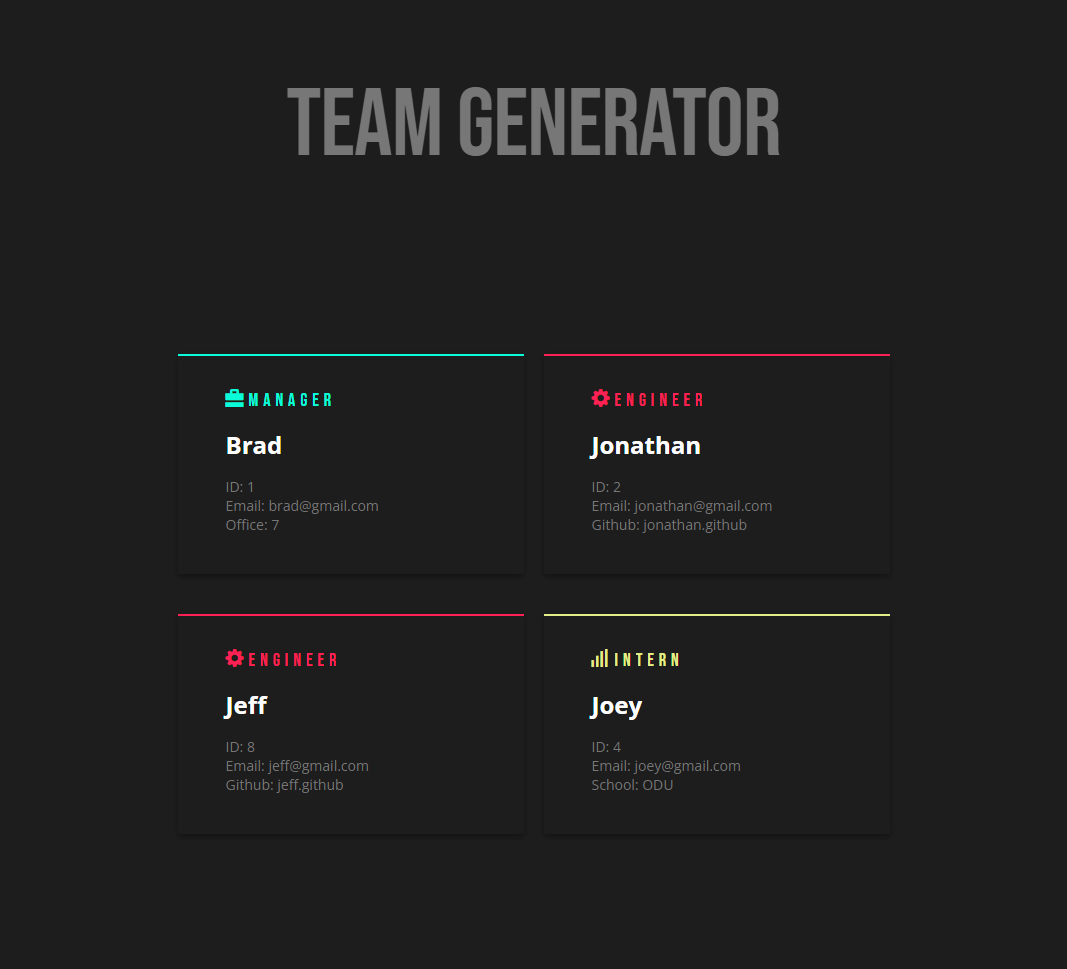 TEAM GENERATOR
MANAGER
Brad
ID: 1
Email: brad@gmail.com
Office: 7
ENGINEER
Jonathan
ID: 2
Email: jonathan@gmail.com
Github: jonathan.github
ENGINEER
Jeff
ID: 8
Email: jeff@gmail.com
Github: jeff.github
INTERN
Joey
ID: 4
Email: joey@gmail.com
School: ODU